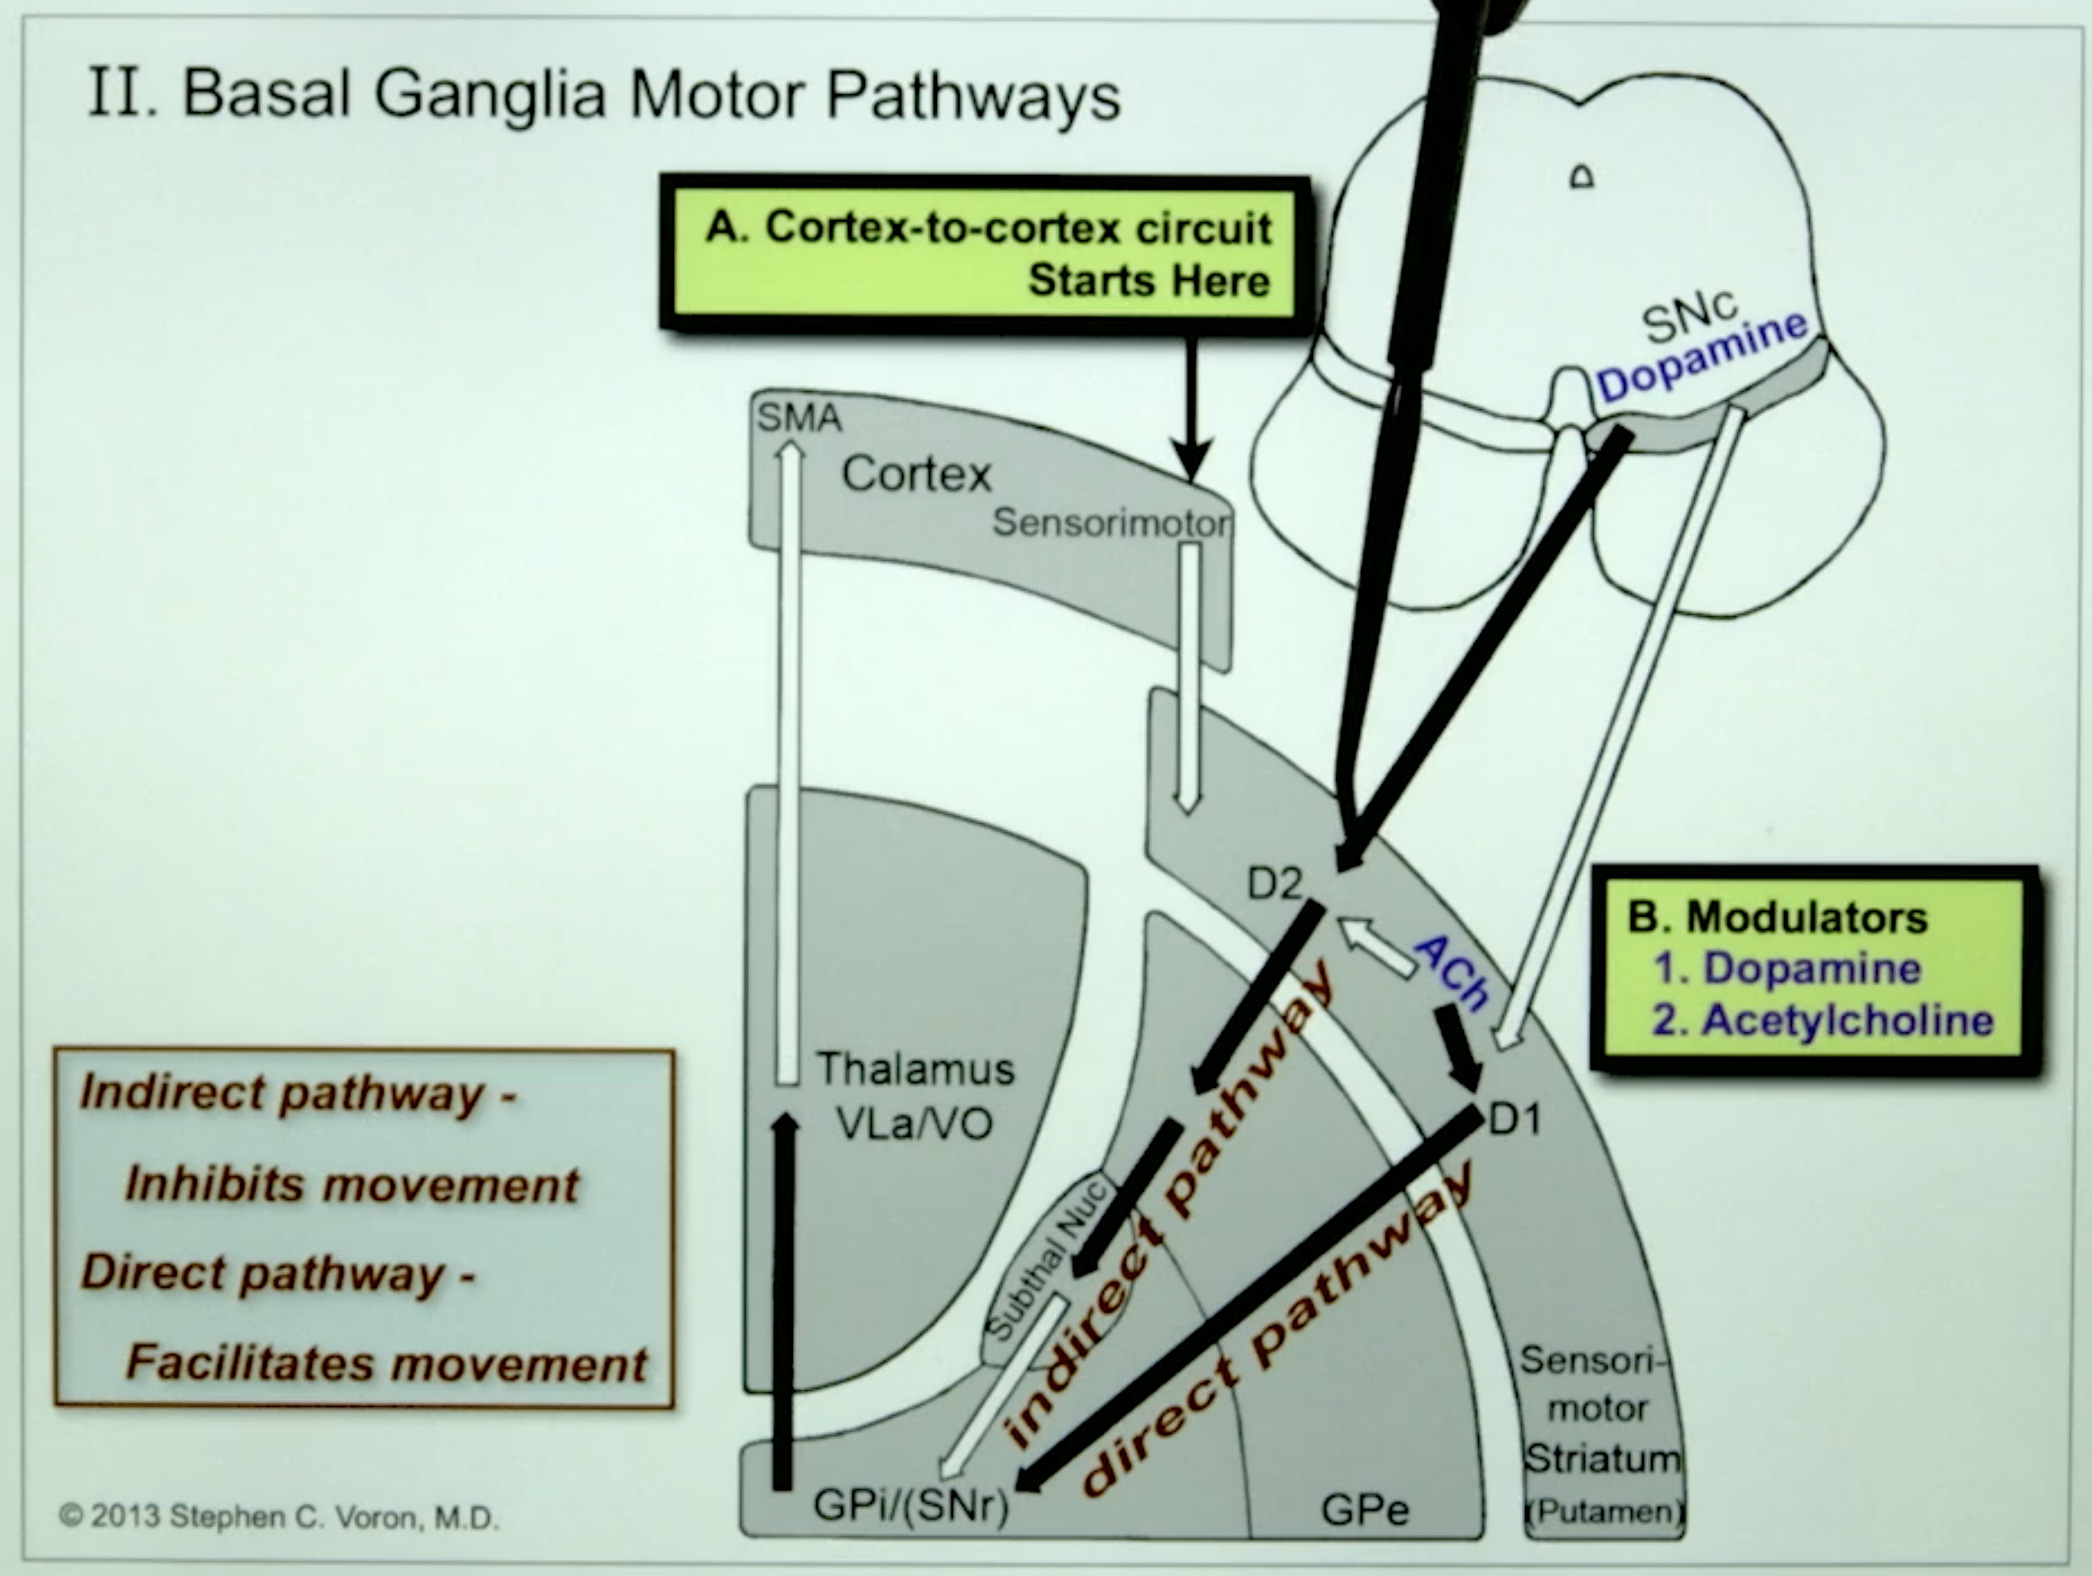 II. Basal Ganglia Motor Pathways
A. Cortex-to-cortex circuit
Starts Here
SNc
Dopamine
SMA
Cortex
Sensorimotor
D2
ACh
B. Modulators
1. Dopamine
2. Acetylcholine
Thalamus
VLa/VO
D1
Indirect pathway -
Inhibits movement
Direct pathway -
Facilitates movement
Subthal Nuc
indirect pathway
direct pathway
Sensori-
motor
Striatum
(Putamen)
GPi/(SNr)
GPe
© 2013 Stephen C. Voron, M.D.